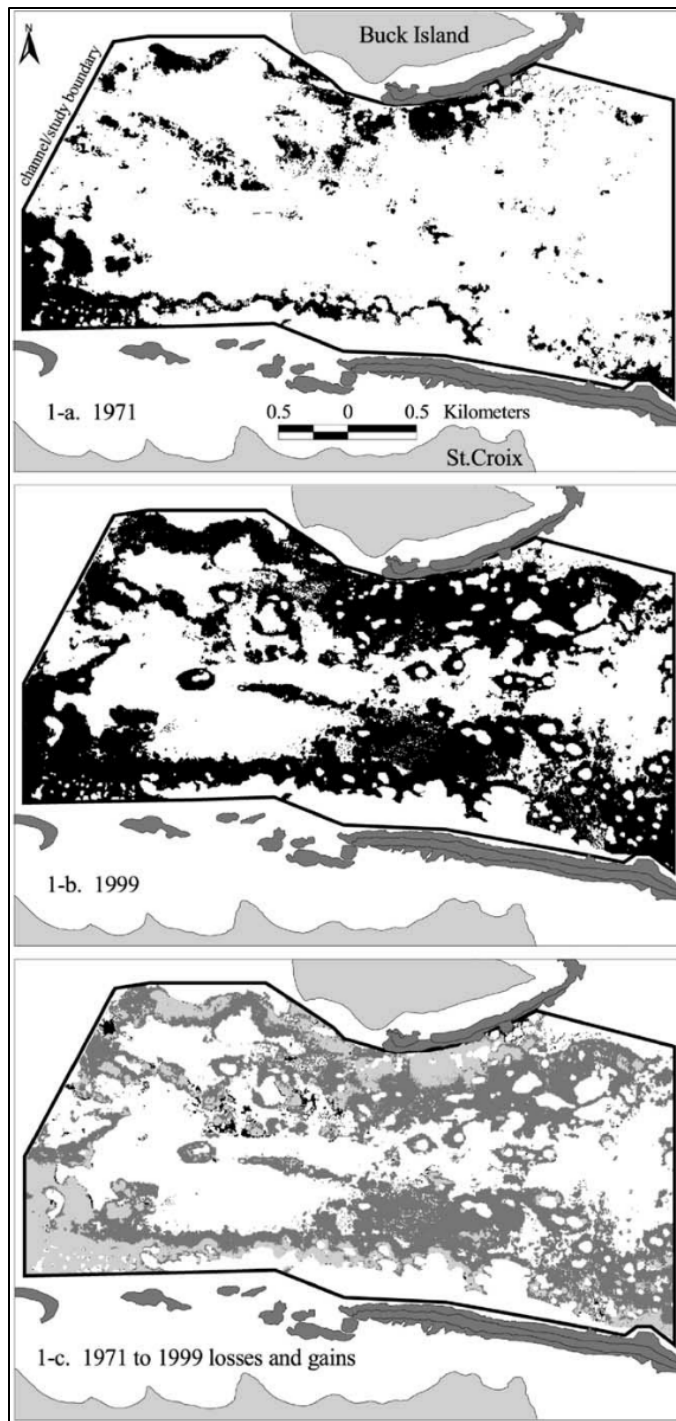 N
Buck Island
channel/study boundary
1-a. 1971
0.5 0 0.5 Kilometers
St.Croix
1-b. 1999
1-c. 1971 to 1999 losses and gains